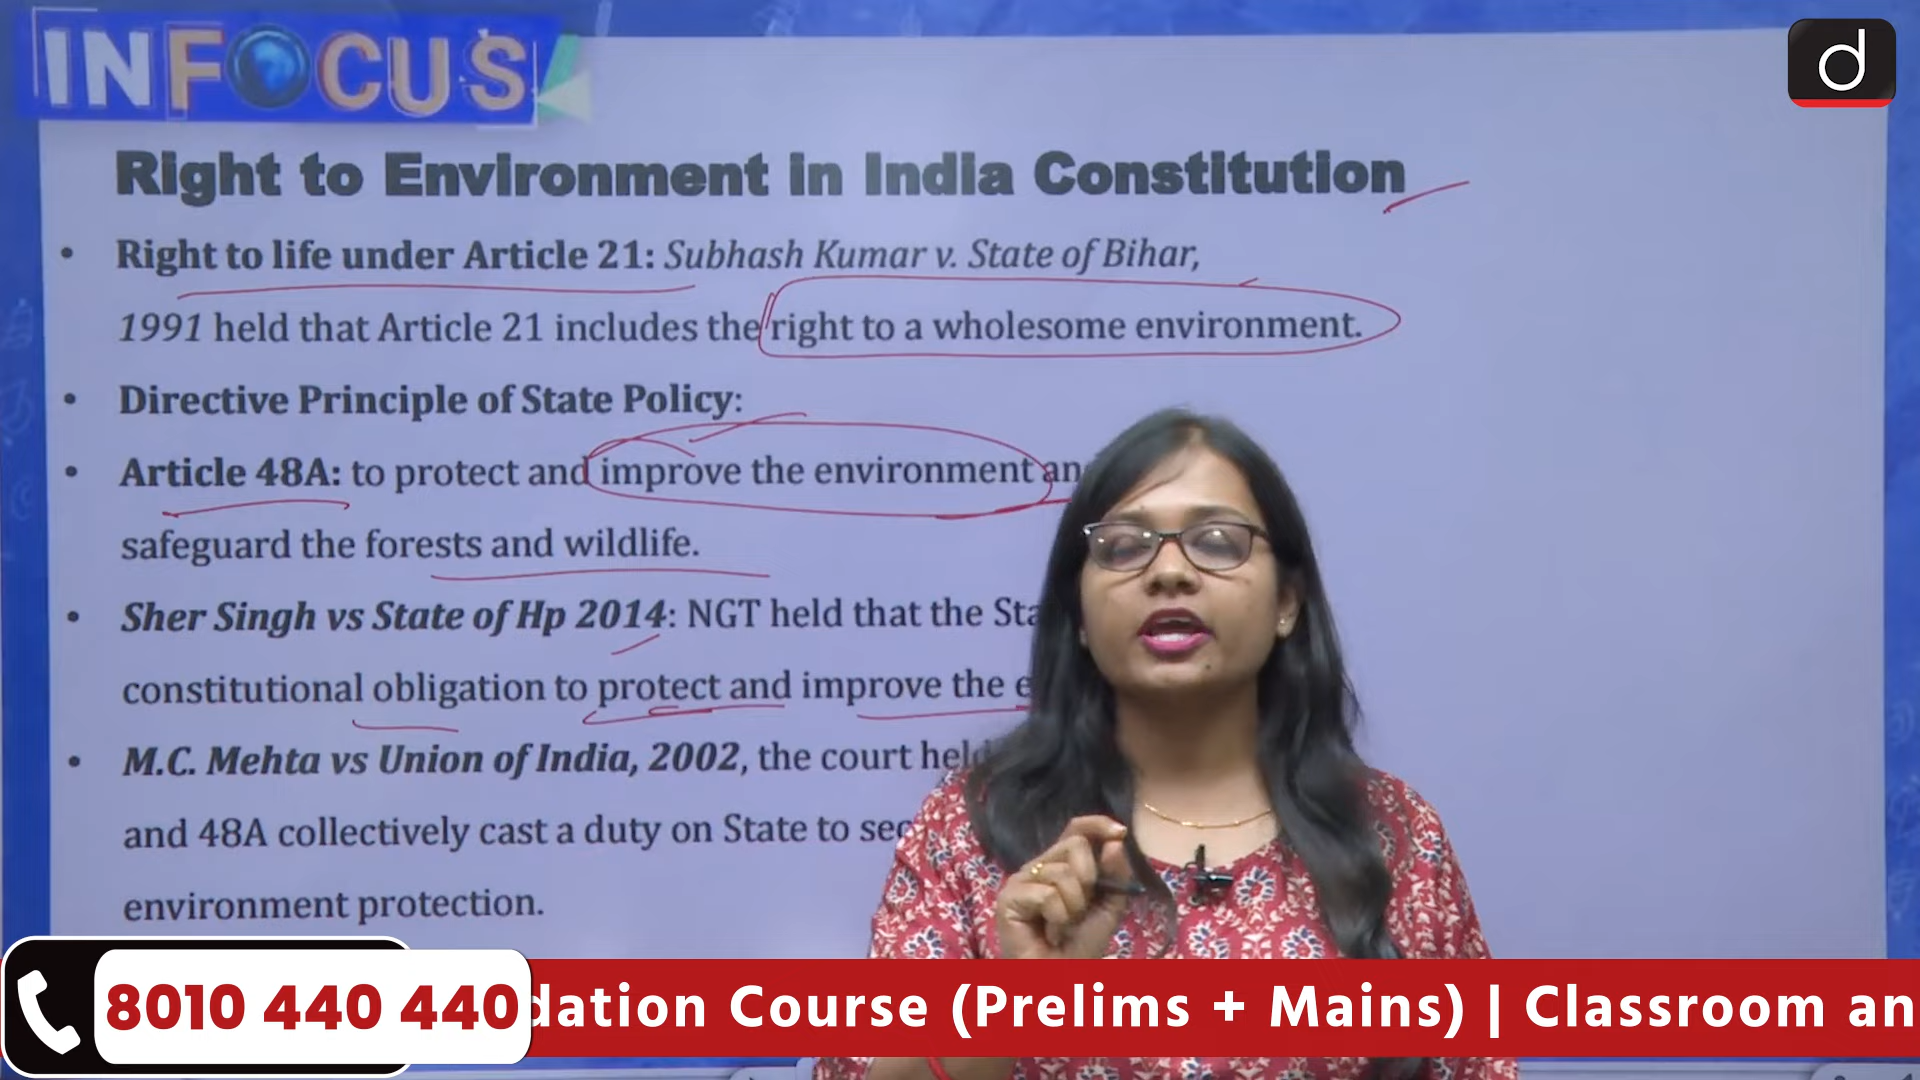 INFOCUS
d
Right to Environment in India Constitution
• Right to life under Article 21: Subhash Kumar v. State of Bihar,
1991 held that Article 21 includes the right to a wholesome environment.
• Directive Principle of State Policy:
• Article 48A: to protect and improve the environment
safeguard the forests and wildlife.
• Sher Singh vs State of Hp 2014: NGT held that the
constitutional obligation to protect and improve the
• M.C. Mehta vs Union of India, 2002, the court
and 48A collectively cast a duty on State to
environment protection.
8010 440 440
dation Course (Prelims + Mains) | Classroom an